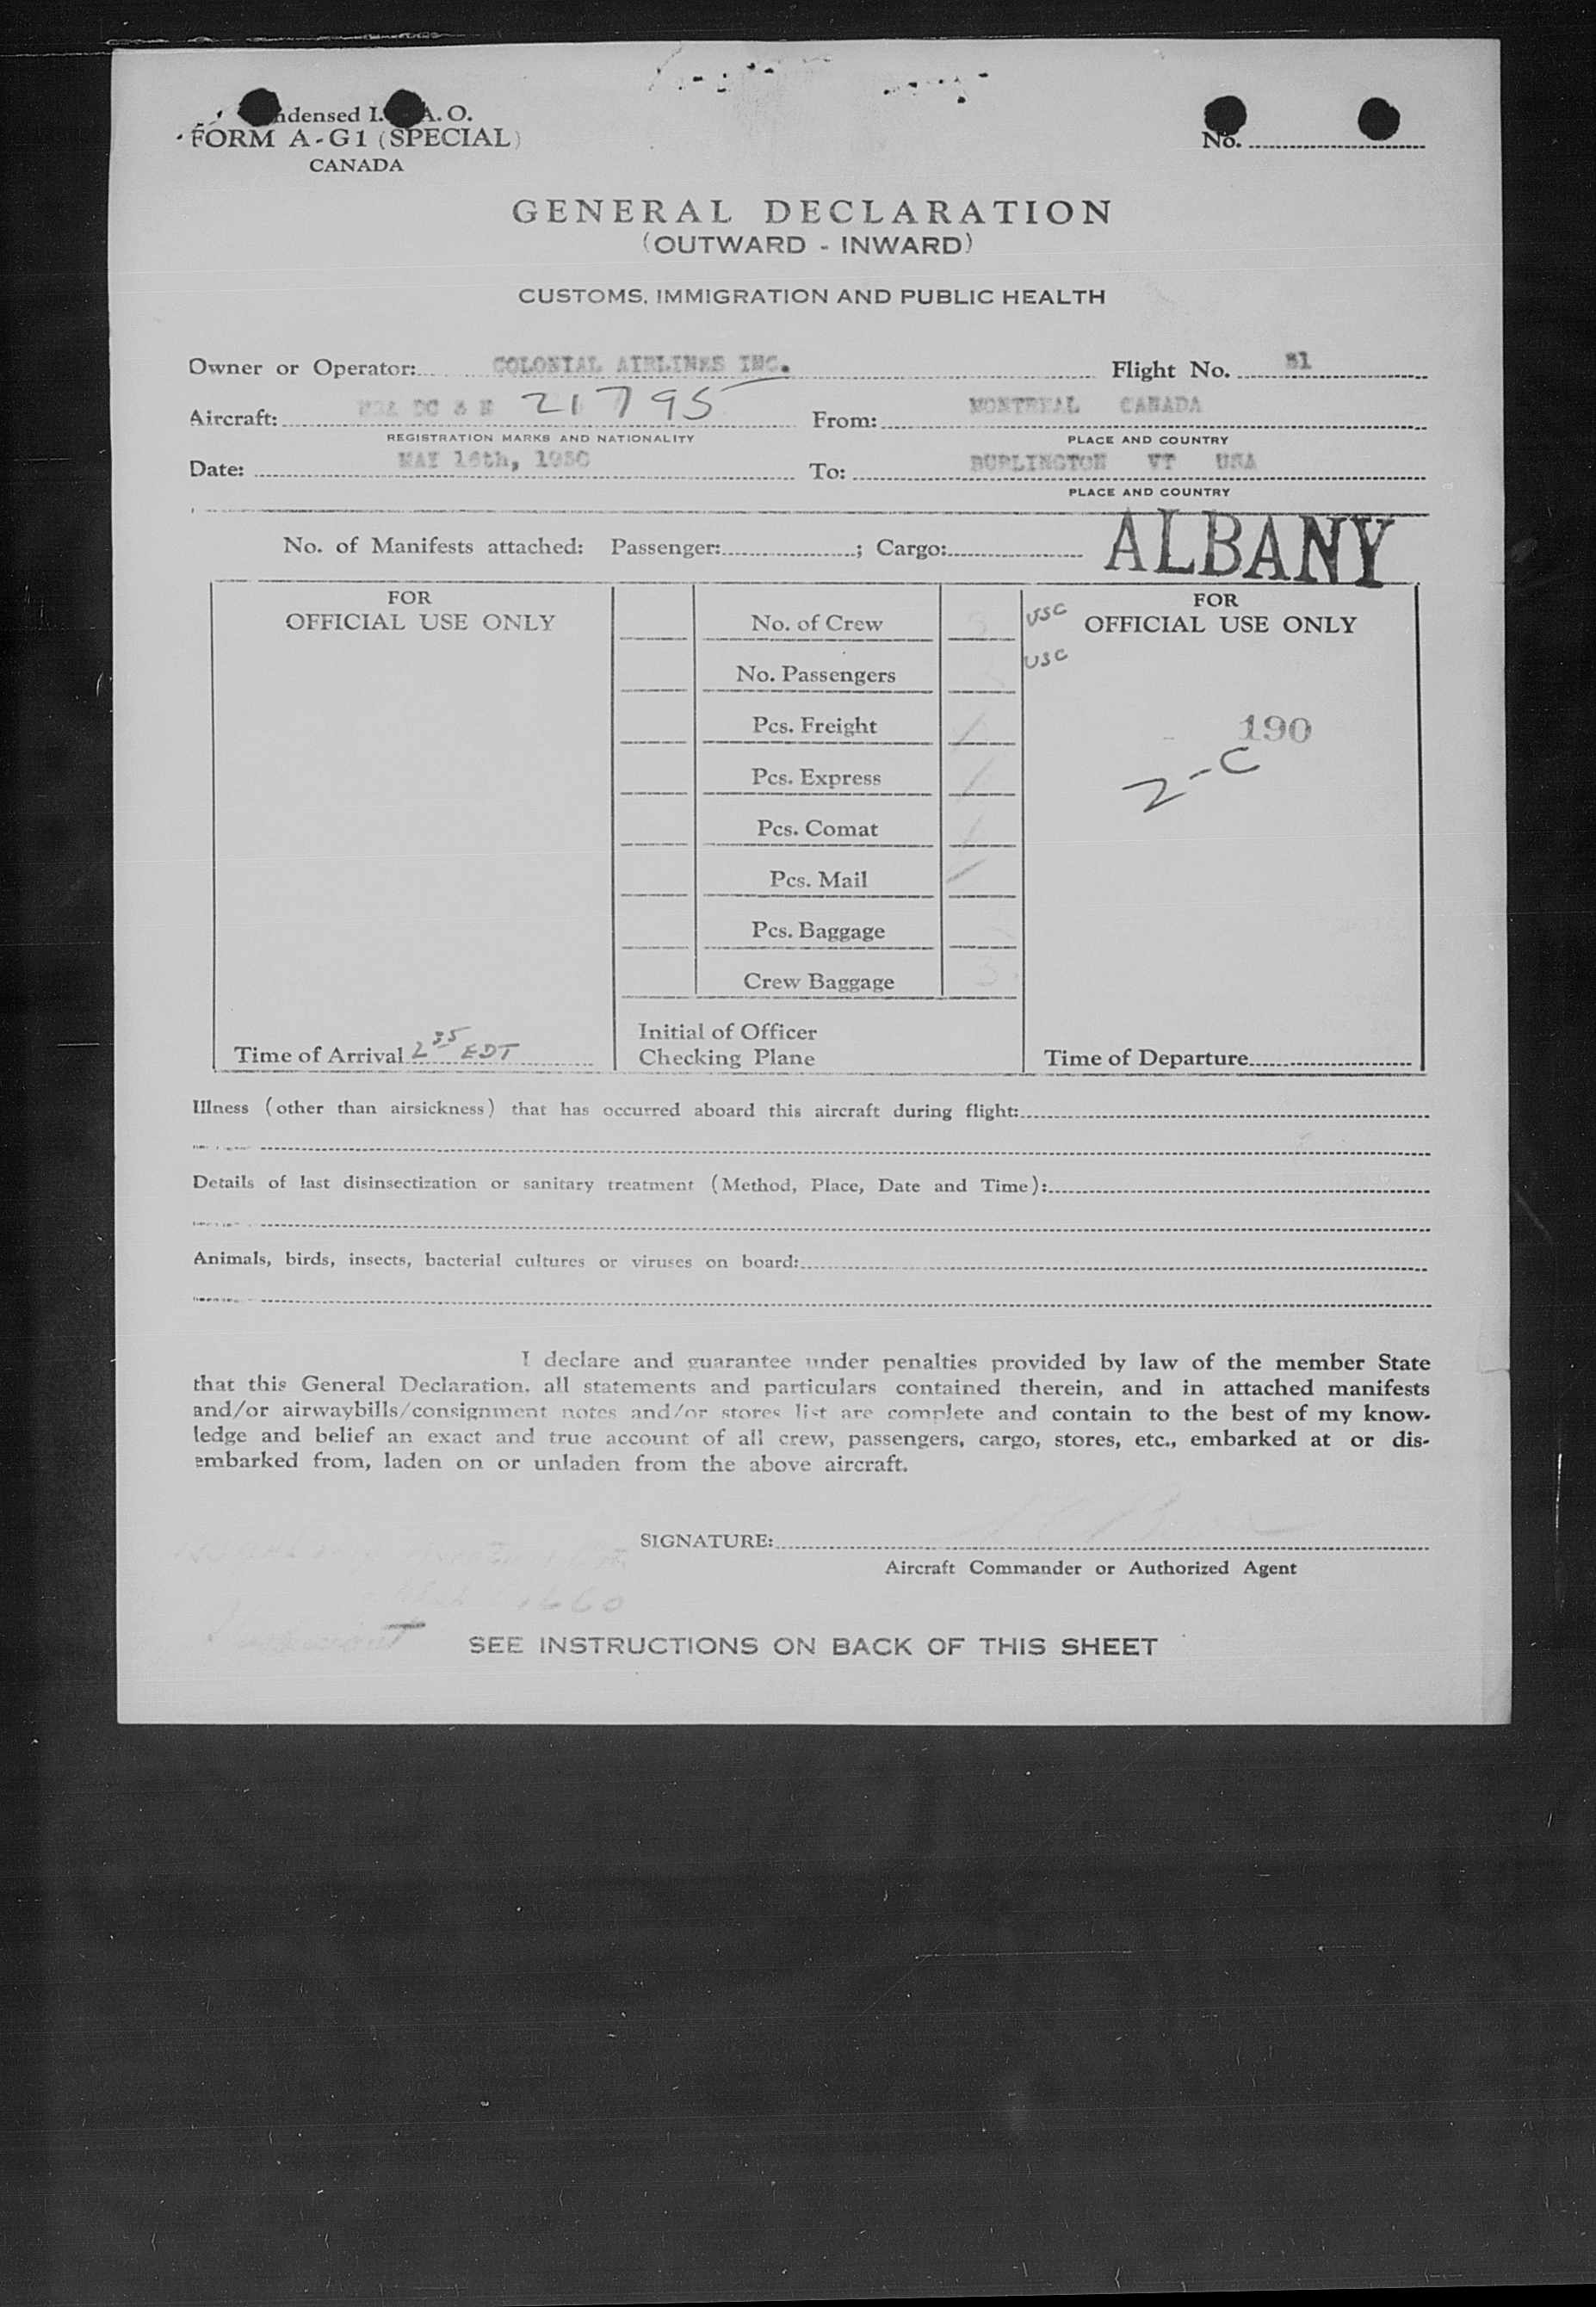 ndensed I. A. O.
FORM A-G1 (SPECIAL)
CANADA
No.
GENERAL DECLARATION
(OUTWARD - INWARD)
CUSTOMS, IMMIGRATION AND PUBLIC HEALTH
Owner or Operator: COLONIAL AIRLINES INC. Flight No. 81
Aircraft: DC & N 21795 From: MONTREAL CANADA
REGISTRATION MARKS AND NATIONALITY PLACE AND COUNTRY
Date: MAY 16th, 1950 To: BURLINGTON VT USA
PLACE AND COUNTRY
No. of Manifests attached: Passenger: ; Cargo: ALBANY
FOR
OFFICIAL USE ONLY
No. of Crew
No. Passengers
Pcs. Freight
Pcs. Express
Pcs. Comat
Pcs. Mail
Pcs. Baggage
Crew Baggage 3
USC
USC
FOR
OFFICIAL USE ONLY
190
2-C
Time of Arrival 2 35 EDT
Initial of Officer
Checking Plane
Time of Departure
Illness (other than airsickness) that has occurred aboard this aircraft during flight:
Details of last disinsectization or sanitary treatment (Method, Place, Date and Time):
Animals, birds, insects, bacterial cultures or viruses on board:
I declare and guarantee under penalties provided by law of the member State
that this General Declaration, all statements and particulars contained therein, and in attached manifests
and/or airwaybills/consignment notes and/or stores list are complete and contain to the best of my know-
ledge and belief an exact and true account of all crew, passengers, cargo, stores, etc., embarked at or dis-
embarked from, laden on or unladen from the above aircraft.
SIGNATURE:
Aircraft Commander or Authorized Agent
SEE INSTRUCTIONS ON BACK OF THIS SHEET